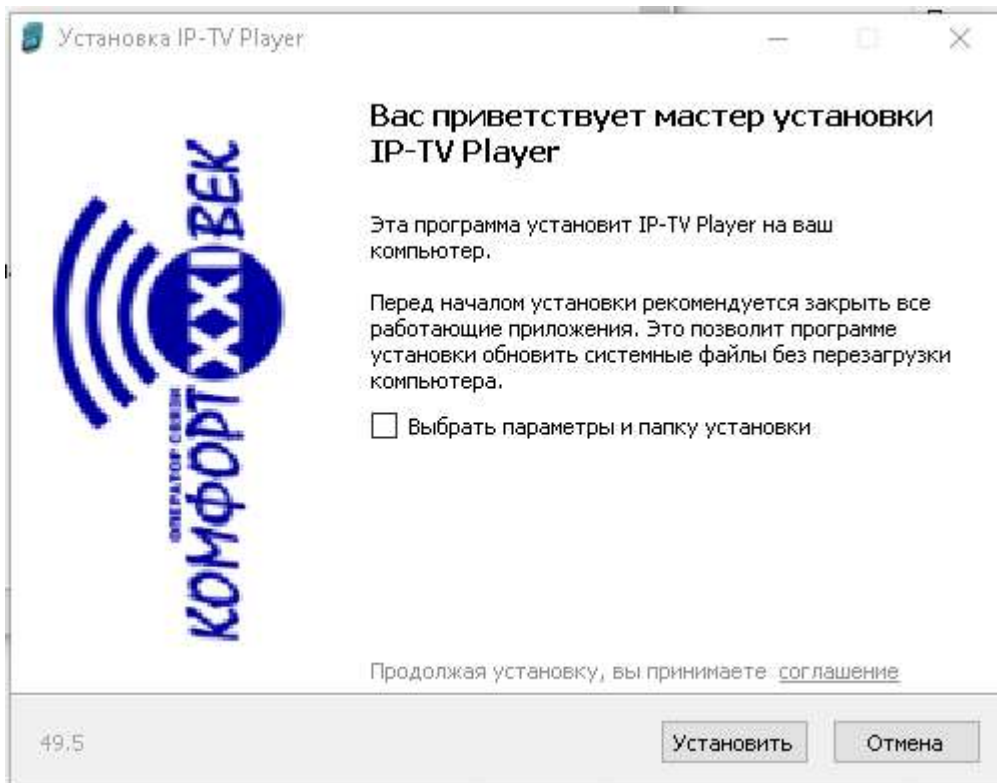 Установка IP-TV Player
ОПЕРАТОР СВЯЗИ
КОМФОРТ XXI ВЕК
Вас приветствует мастер установки
IP-TV Player
Эта программа установит IP-TV Player на ваш
компьютер.
Перед началом установки рекомендуется закрыть все
работающие приложения. Это позволит программе
установки обновить системные файлы без перезагрузки
компьютера.
Выбрать параметры и папку установки
Продолжая установку, вы принимаете соглашение
49.5
Установить
Отмена